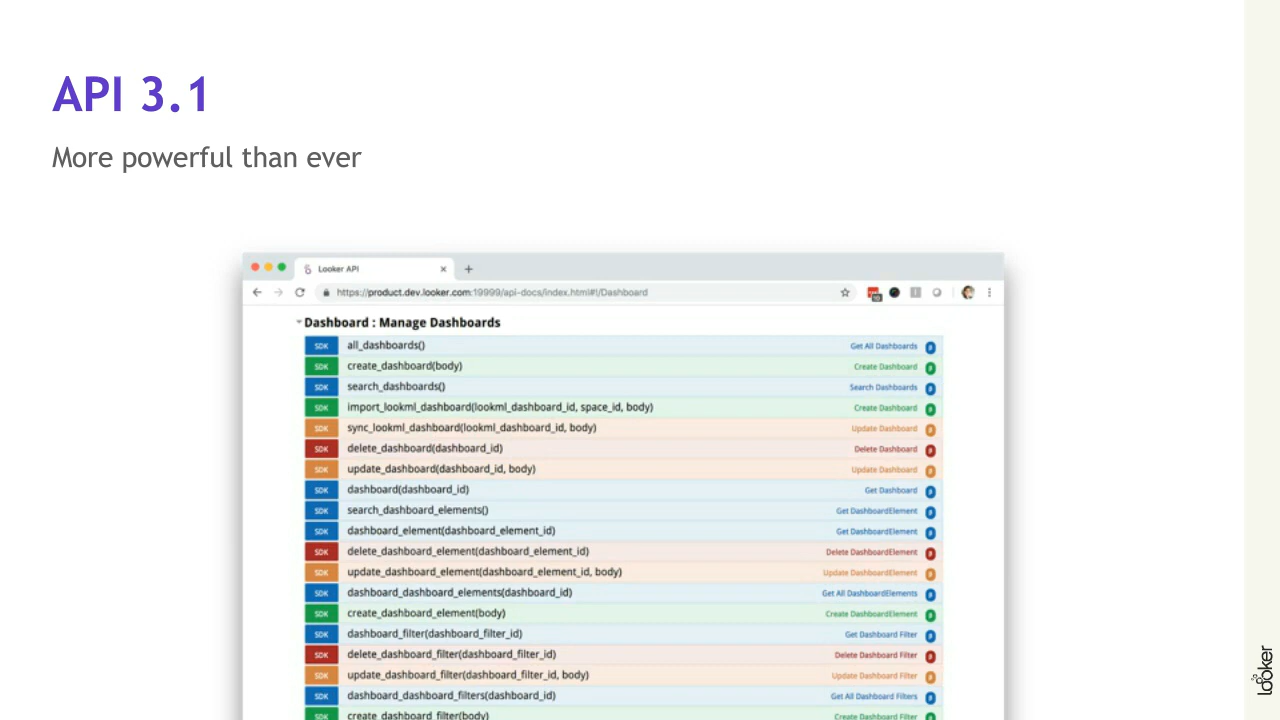 API 3.1
More powerful than ever
Looker API
https://product.dev.looker.com:19999/api-docs/index.html#!/Dashboard
Dashboard : Manage Dashboards
SDK all_dashboards() Get All Dashboards
SDK create_dashboard(body) Create Dashboard
SDK search_dashboards() Search Dashboards
SDK import_lookml_dashboard(lookml_dashboard_id, space_id, body) Create Dashboard
SDK sync_lookml_dashboard(lookml_dashboard_id, body) Update Dashboard
SDK delete_dashboard(dashboard_id) Delete Dashboard
SDK update_dashboard(dashboard_id, body) Update Dashboard
SDK dashboard(dashboard_id) Get Dashboard
SDK search_dashboard_elements() Get DashboardElement
SDK dashboard_element(dashboard_element_id) Get DashboardElement
SDK delete_dashboard_element(dashboard_element_id) Delete DashboardElement
SDK update_dashboard_element(dashboard_element_id, body) Update DashboardElement
SDK dashboard_dashboard_elements(dashboard_id) Get All DashboardElements
SDK create_dashboard_element(body) Create DashboardElement
SDK dashboard_filter(dashboard_filter_id) Get Dashboard Filter
SDK delete_dashboard_filter(dashboard_filter_id) Delete Dashboard Filter
SDK update_dashboard_filter(dashboard_filter_id, body) Update Dashboard Filter
SDK dashboard_dashboard_filters(dashboard_id) Get All Dashboard Filters
SDK create_dashboard_filter(body) Create Dashboard Filter
looker